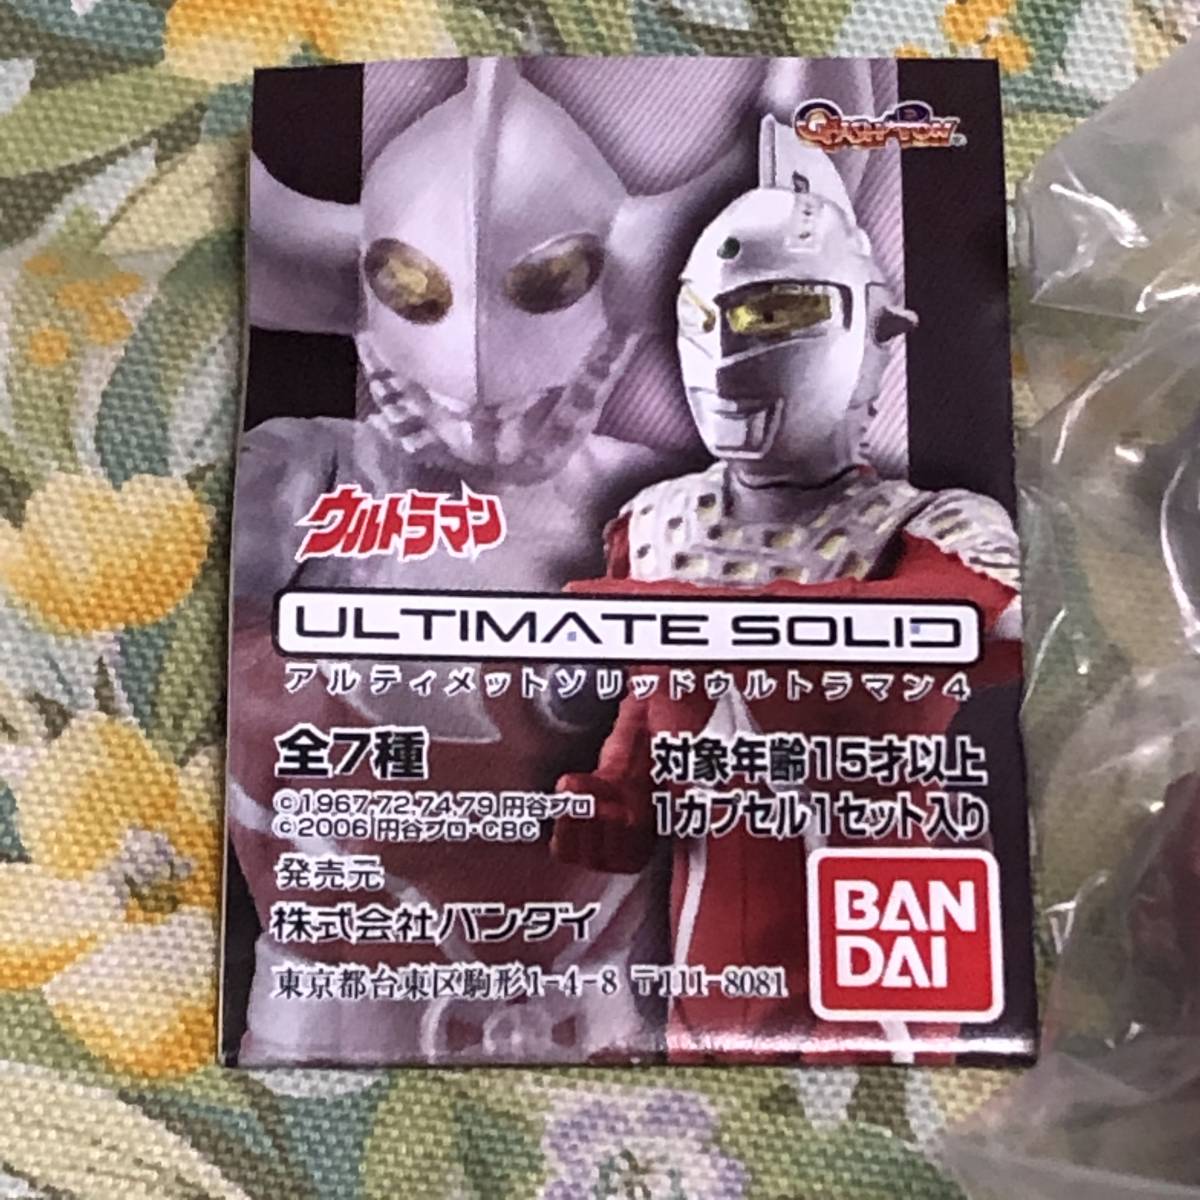 GASHAPON
ウルトラマン
ULTIMATE SOLID
アルティメットソリッドウルトラマン4
全7種
©1967,72,74,79 円谷プロ
©2006 円谷プロ・CBC
対象年齢15才以上
1カプセル1セット入り
発売元
株式会社バンダイ
東京都台東区駒形1-4-8 〒111-8081
BAN
DAI